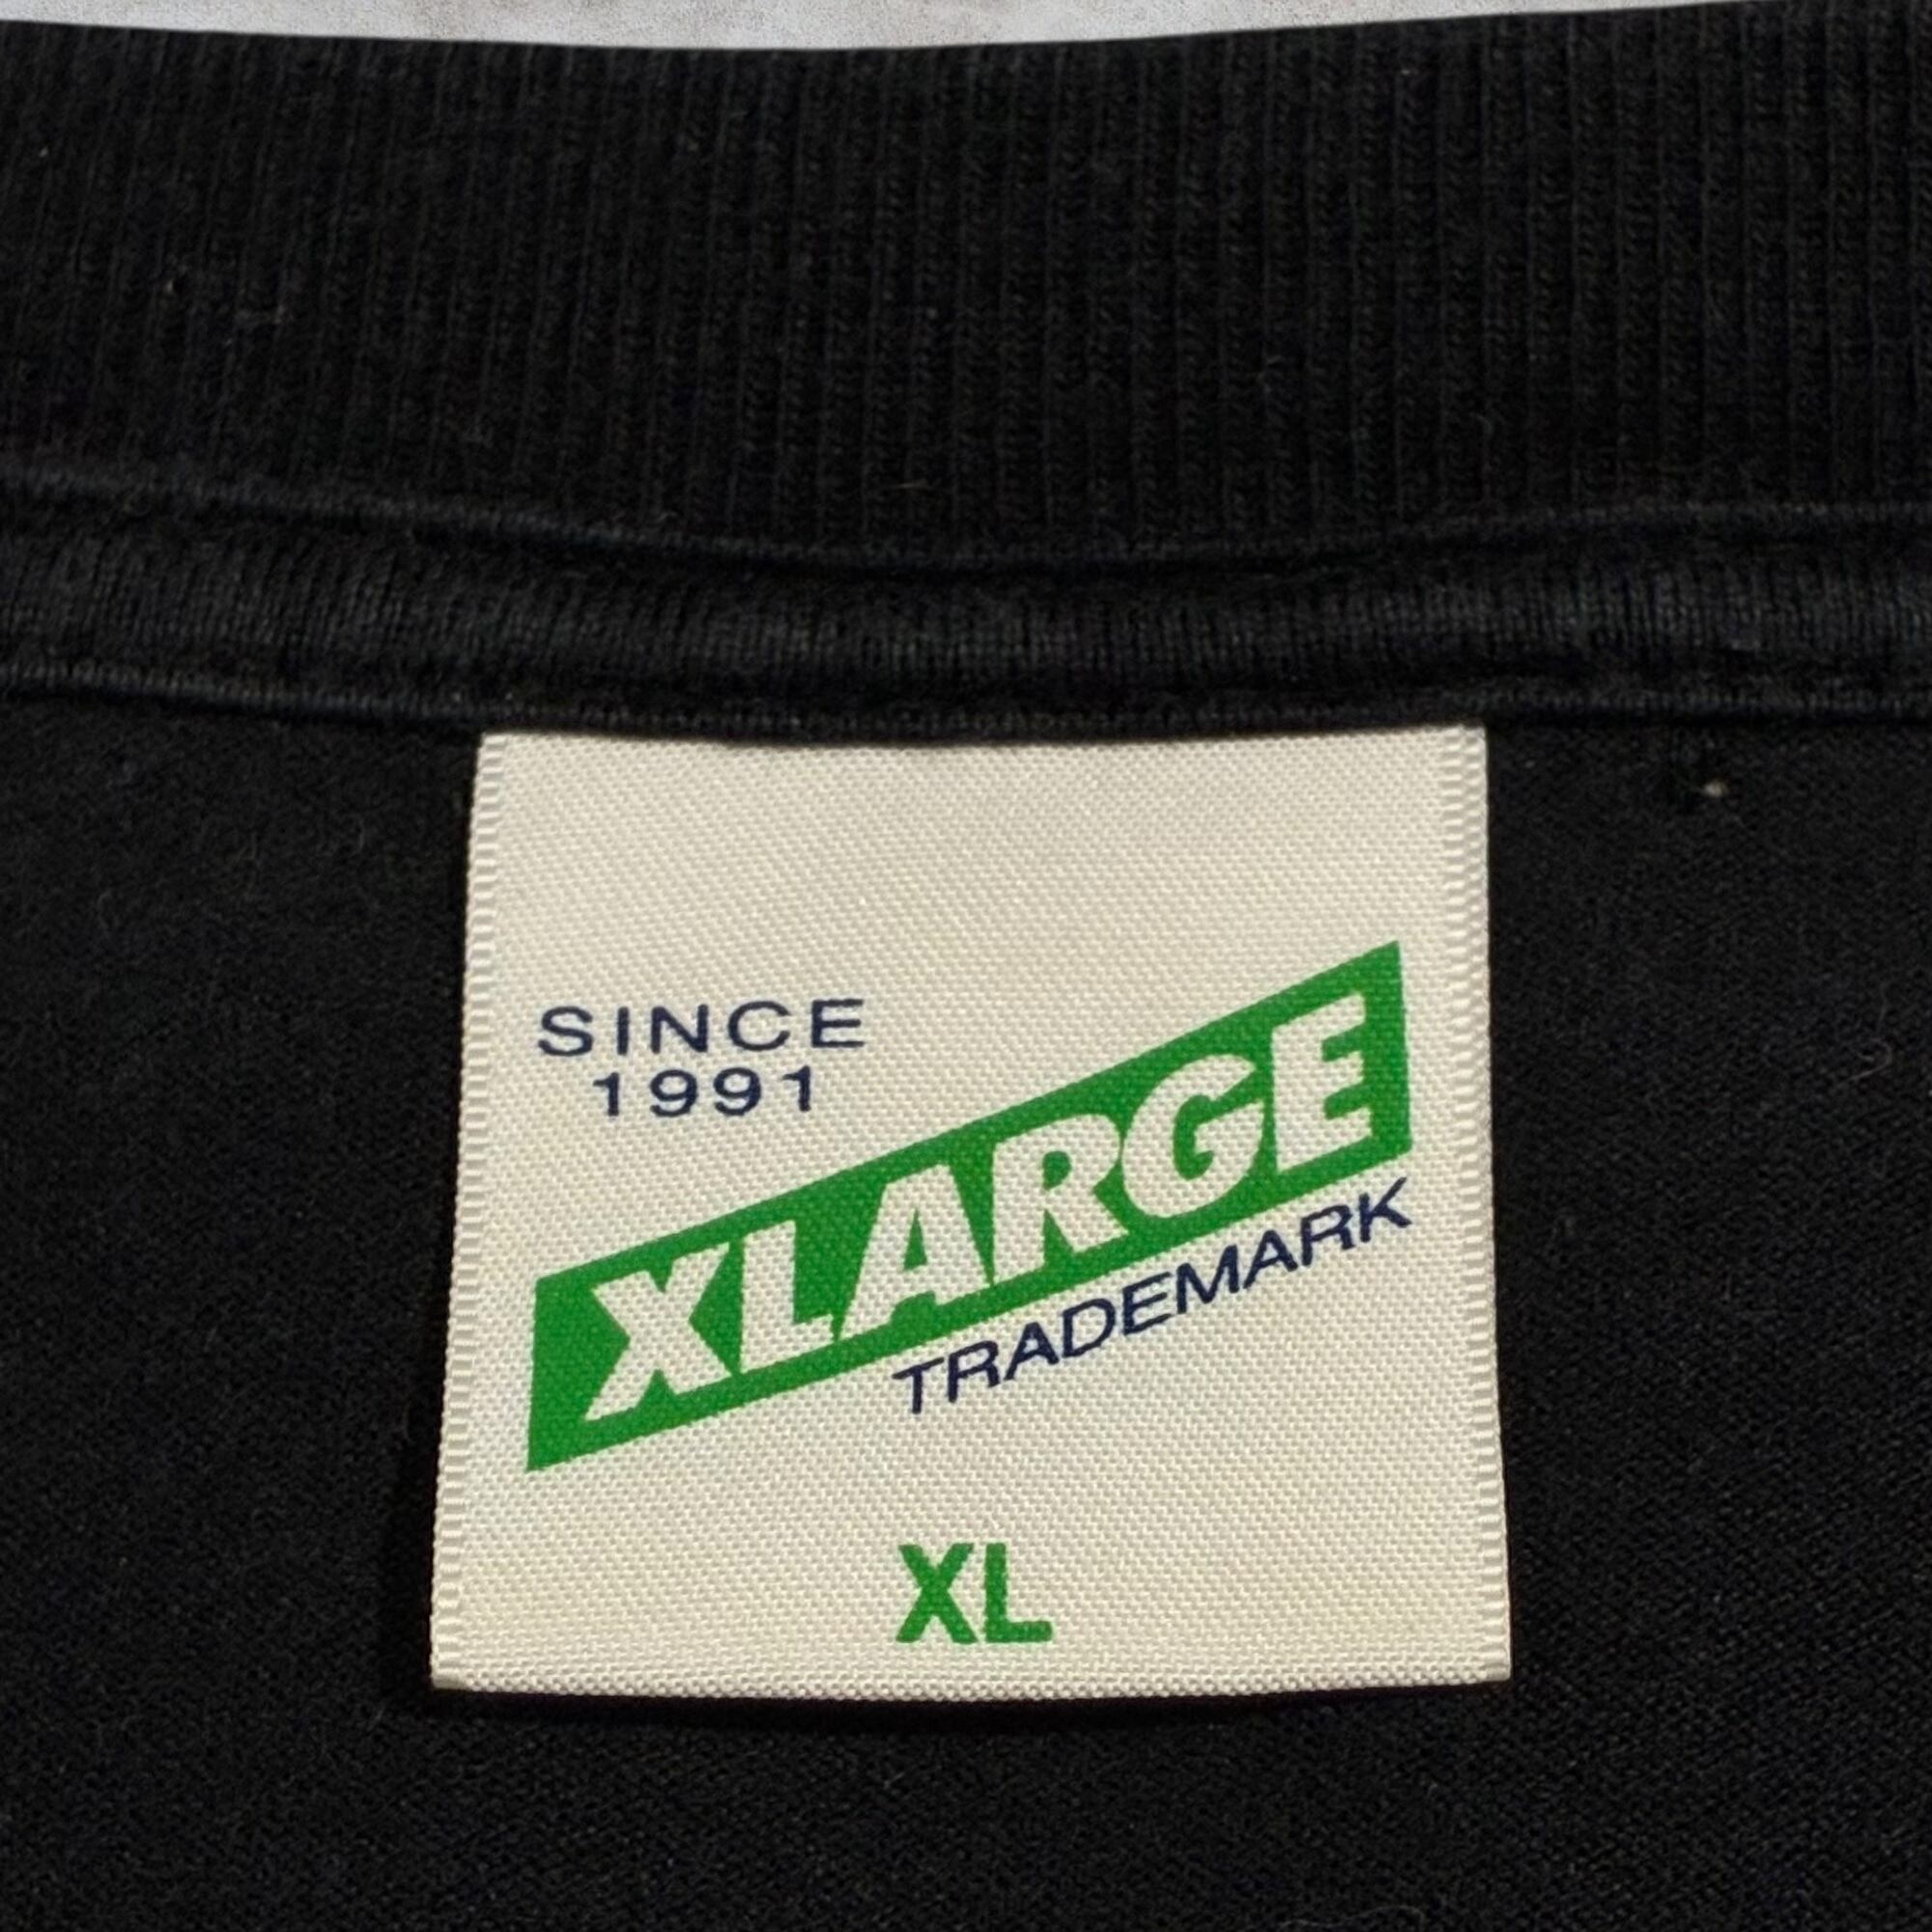 SINCE
1991
XLARGE
TRADEMARK
XL